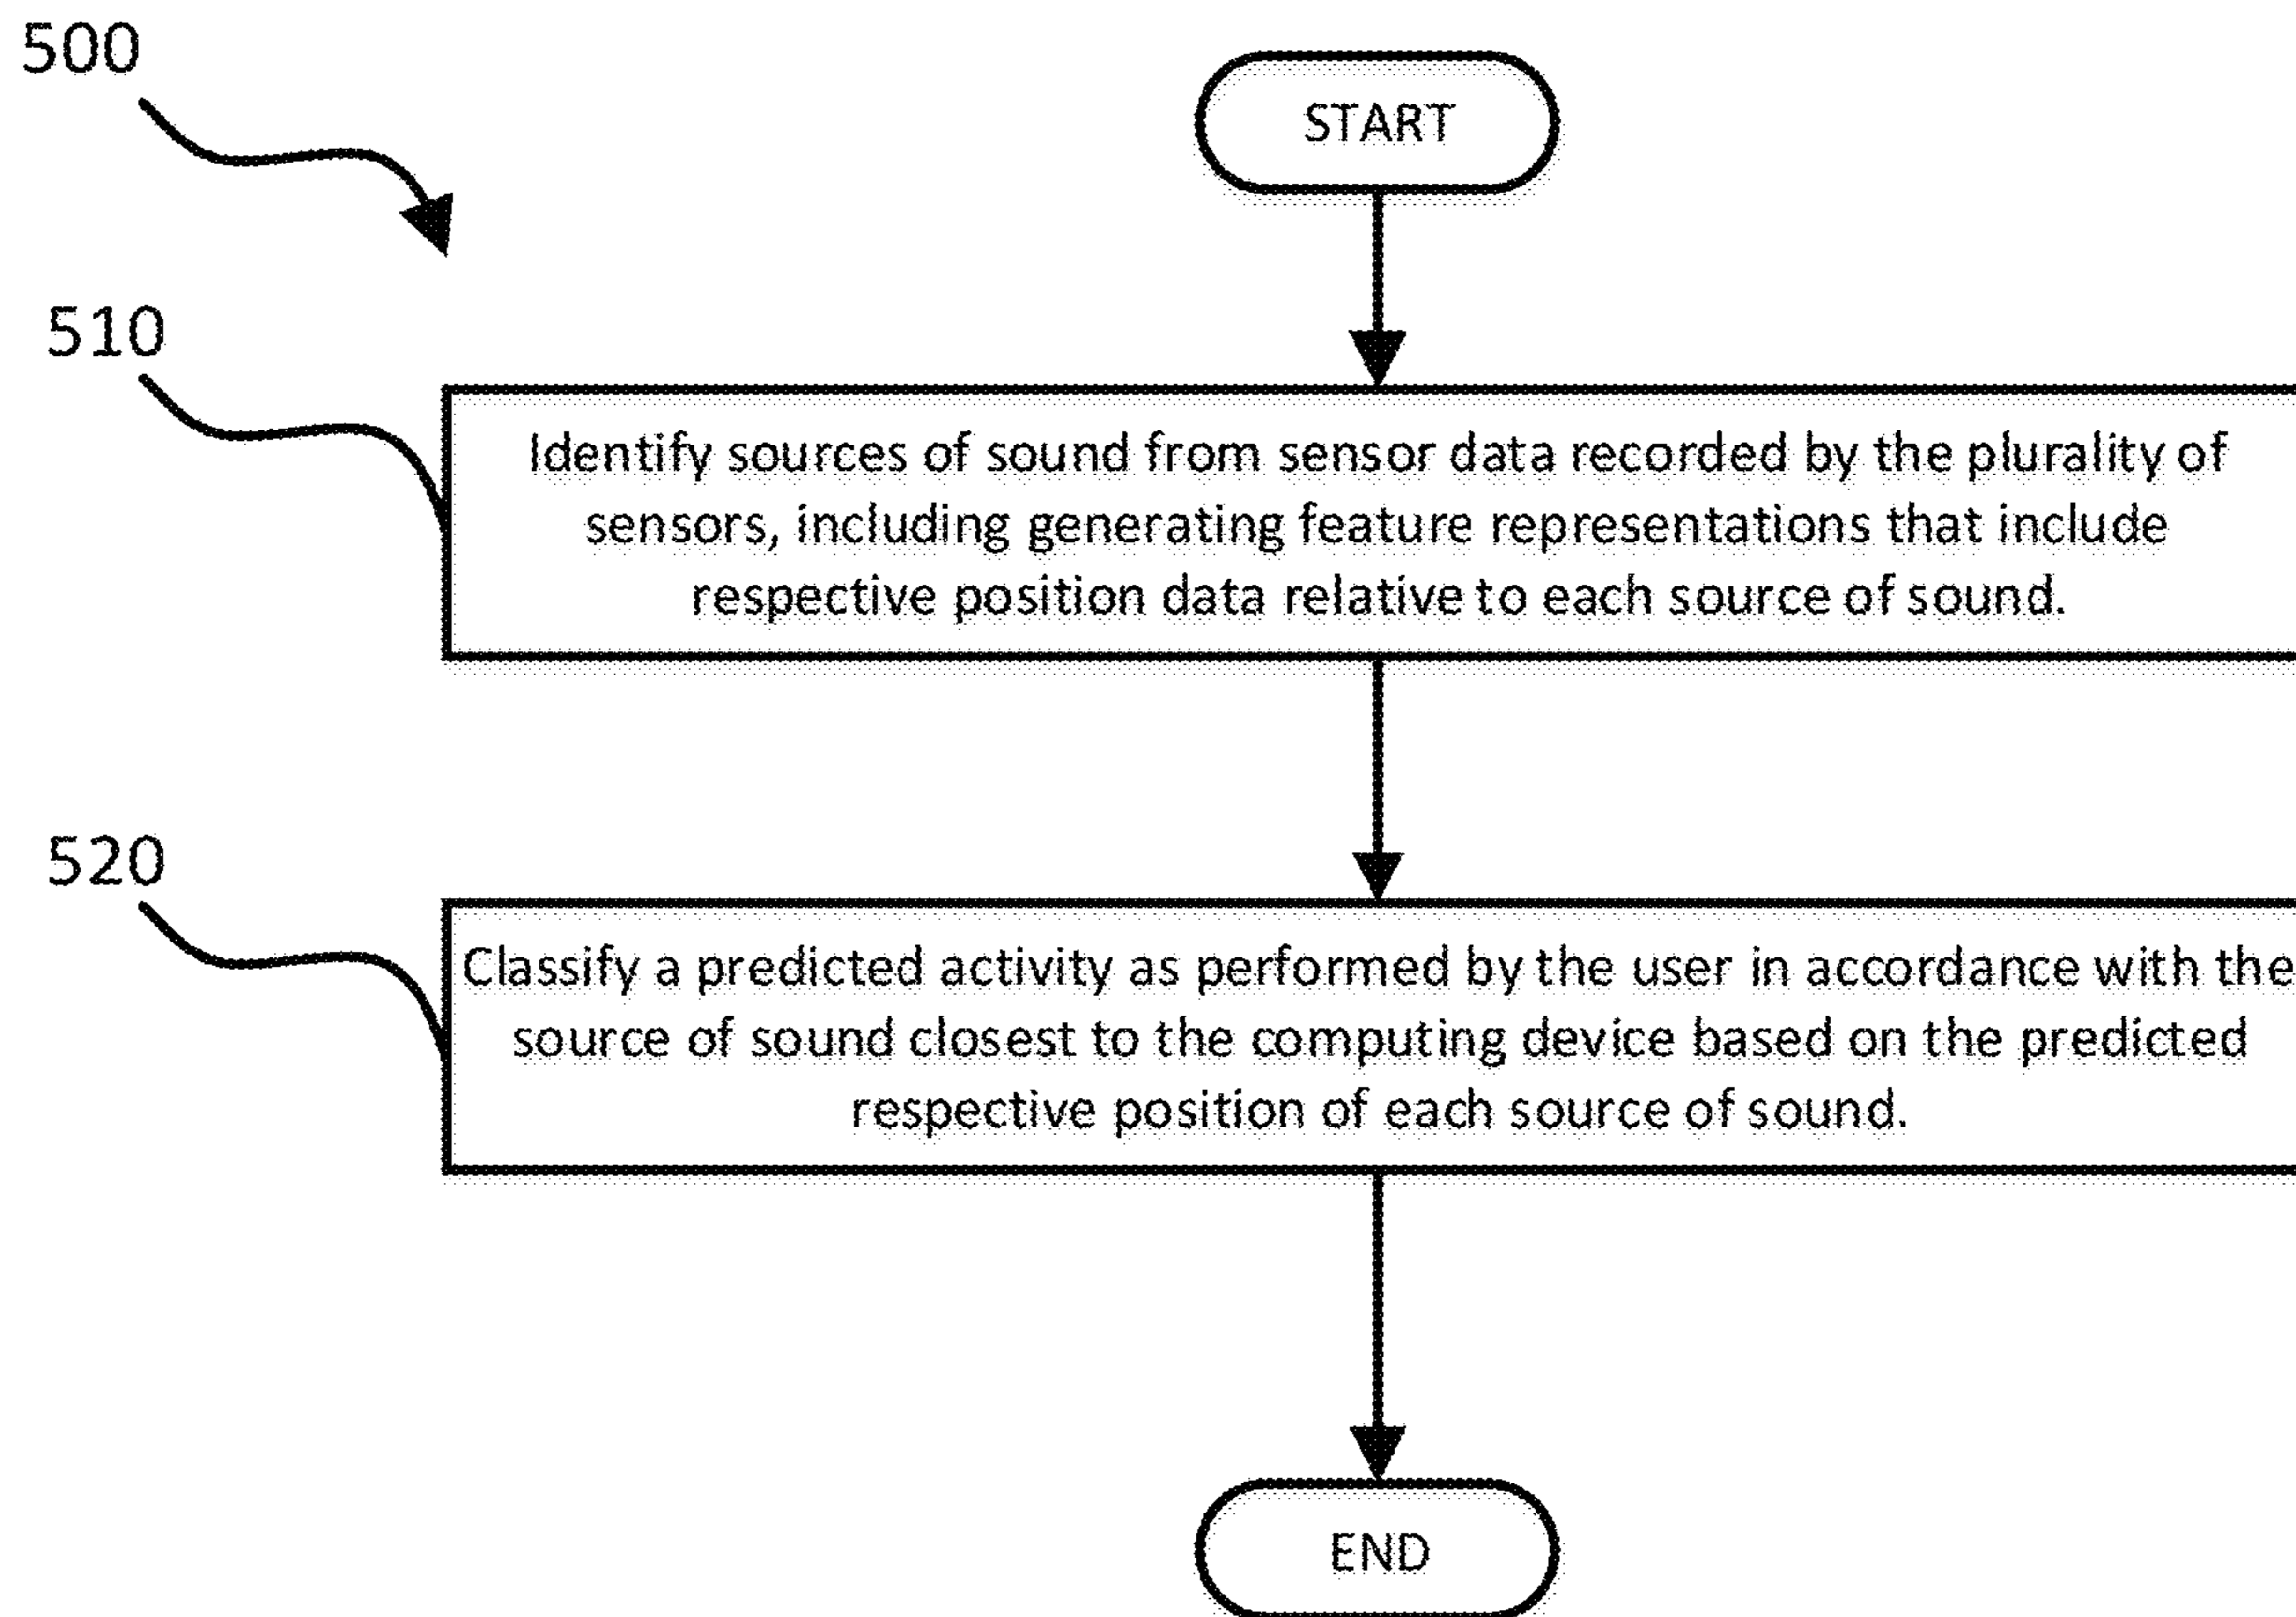 500
START
510
Identify sources of sound from sensor data recorded by the plurality of
sensors, including generating feature representations that include
respective position data relative to each source of sound.
520
Classify a predicted activity as performed by the user in accordance with the
source of sound closest to the computing device based on the predicted
respective position of each source of sound.
END